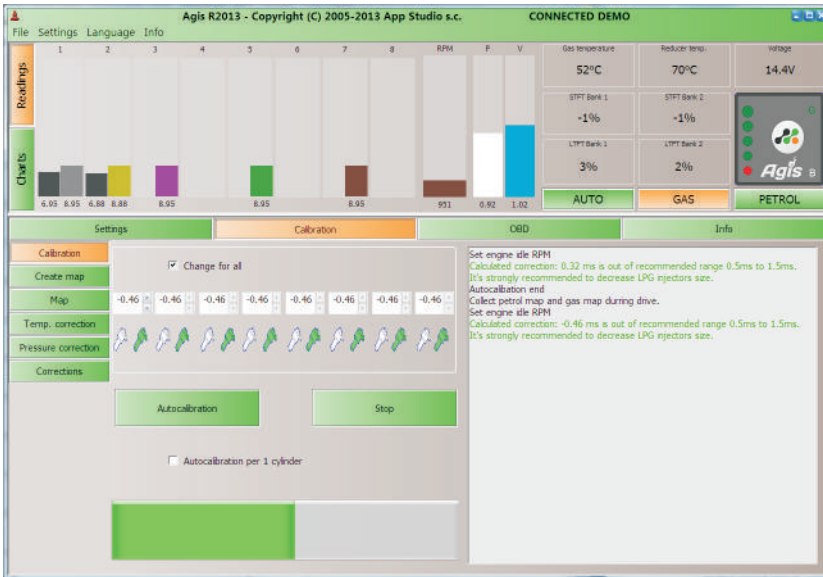 Agis R2013 - Copyright (C) 2005-2013 App Studio s.c. CONNECTED DEMO
File Settings Language Info
Readings
Charts
1 2 3 4 5 6 7 8 RPM P V
6.95 8.95 6.88 8.88 8.95 8.95 8.95 951 0.92 1.02
Gas temperature Reducer temp. Voltage
52°C 70°C 14.4V
STFT Bank 1 STFT Bank 2
-1% -1%
LTFT Bank 1 LTFT Bank 2
3% 2%
Agis B
AUTO GAS PETROL
Settings Calibration OBD Info
Calibration
Create map
Map
Temp. correction
Pressure correction
Corrections
Change for all
-0.46 -0.46 -0.46 -0.46 -0.46 -0.46 -0.46 -0.46
Autocalibration Stop
Autocalibration per 1 cylinder
Set engine idle RPM
Calculated correction: 0.32 ms is out of recommended range 0.5ms to 1.5ms.
It's strongly recommended to decrease LPG injectors size.
Autocalibation end
Collect petrol map and gas map durring drive.
Set engine idle RPM
Calculated correction: -0.46 ms is out of recommended range 0.5ms to 1.5ms.
It's strongly recommended to decrease LPG injectors size.